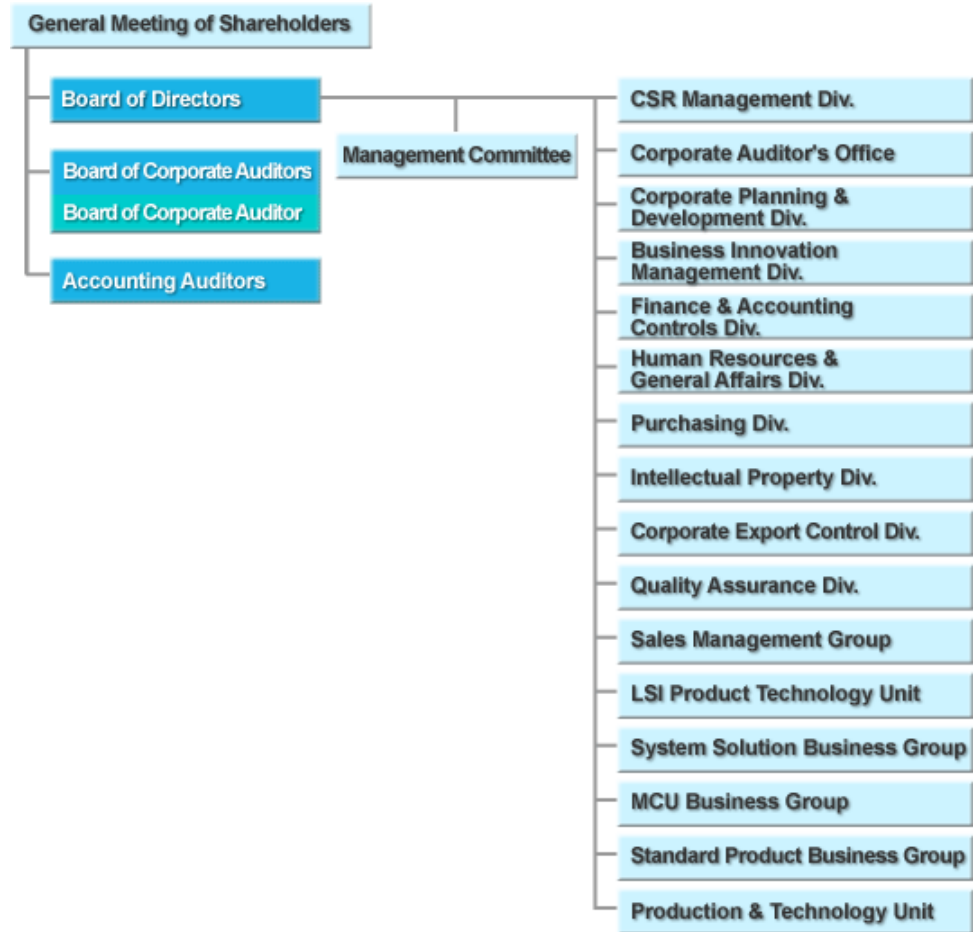 General Meeting of Shareholders
Board of Directors
Management Committee
Board of Corporate Auditors
Board of Corporate Auditor
Accounting Auditors
CSR Management Div.
Corporate Auditor's Office
Corporate Planning &
Development Div.
Business Innovation
Management Div.
Finance & Accounting
Controls Div.
Human Resources &
General Affairs Div.
Purchasing Div.
Intellectual Property Div.
Corporate Export Control Div.
Quality Assurance Div.
Sales Management Group
LSI Product Technology Unit
System Solution Business Group
MCU Business Group
Standard Product Business Group
Production & Technology Unit